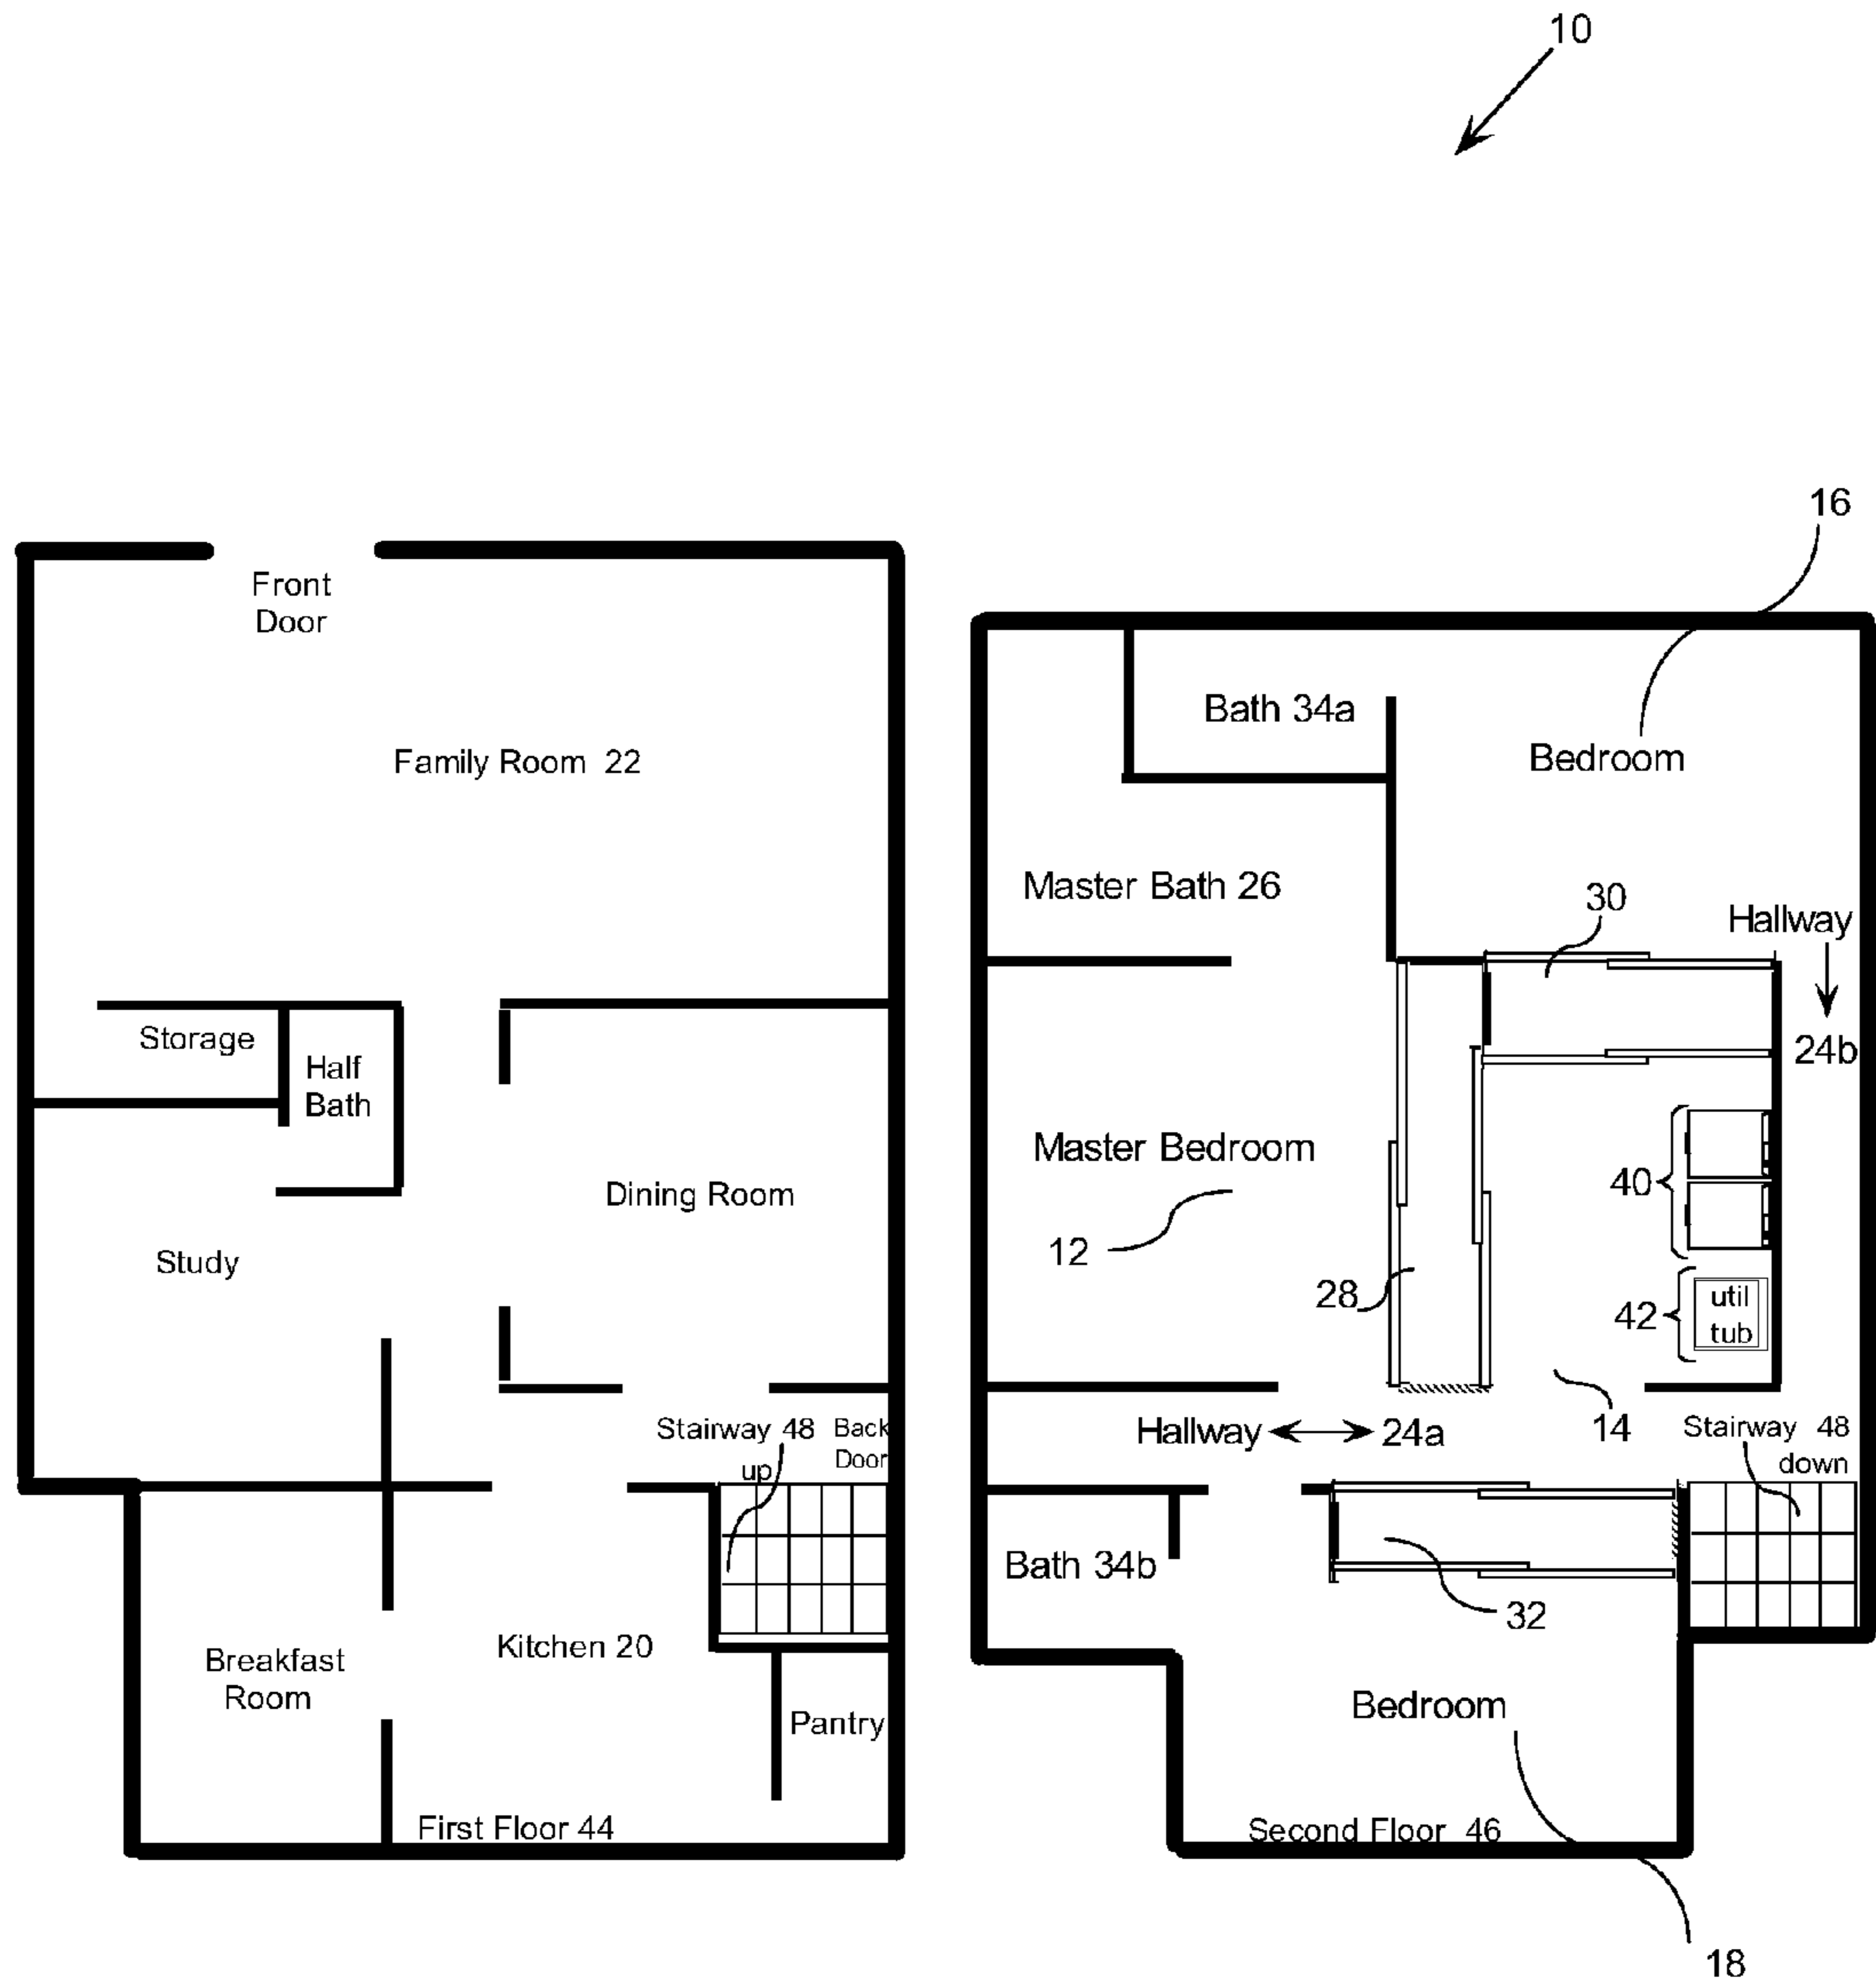 10
Front
Door
Family Room 22
Storage
Half
Bath
Dining Room
Study
Stairway 48
Back
Door
up
Kitchen 20
Breakfast
Room
Pantry
First Floor 44
16
Bath 34a
Bedroom
Master Bath 26
30
Hallway
24b
Master Bedroom
12
40
28
42
util
tub
Hallway
24a
14
Stairway 48
down
Bath 34b
32
Bedroom
Second Floor 46
18